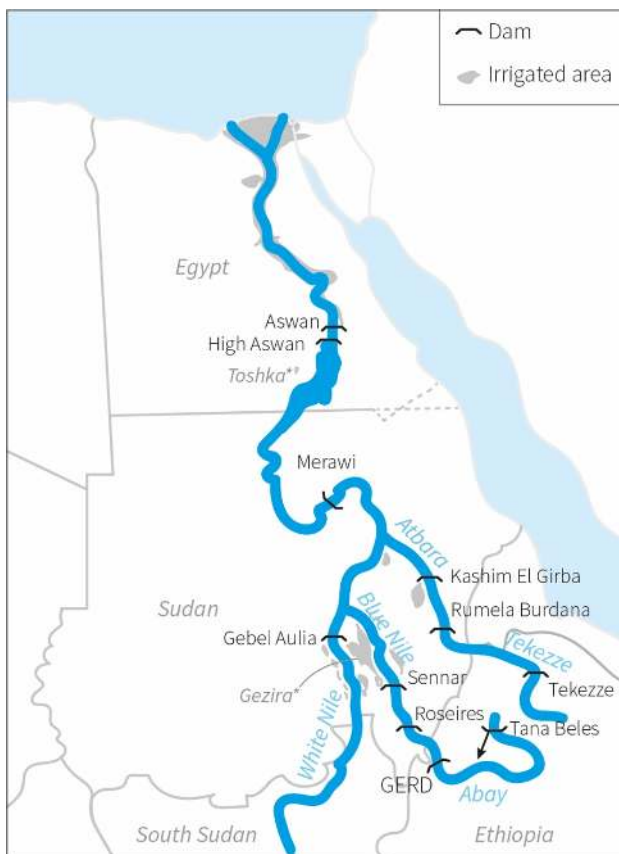 Dam
Irrigated area
Egypt
Aswan
High Aswan
Toshka*
Merawi
Atbara
Kashim El Girba
Sudan
Blue Nile
Rumela Burdana
Gebel Aulia
Tekezze
Gezira*
Sennar
Tekezze
White Nile
Roseires
Tana Beles
GERD
Abay
South Sudan
Ethiopia